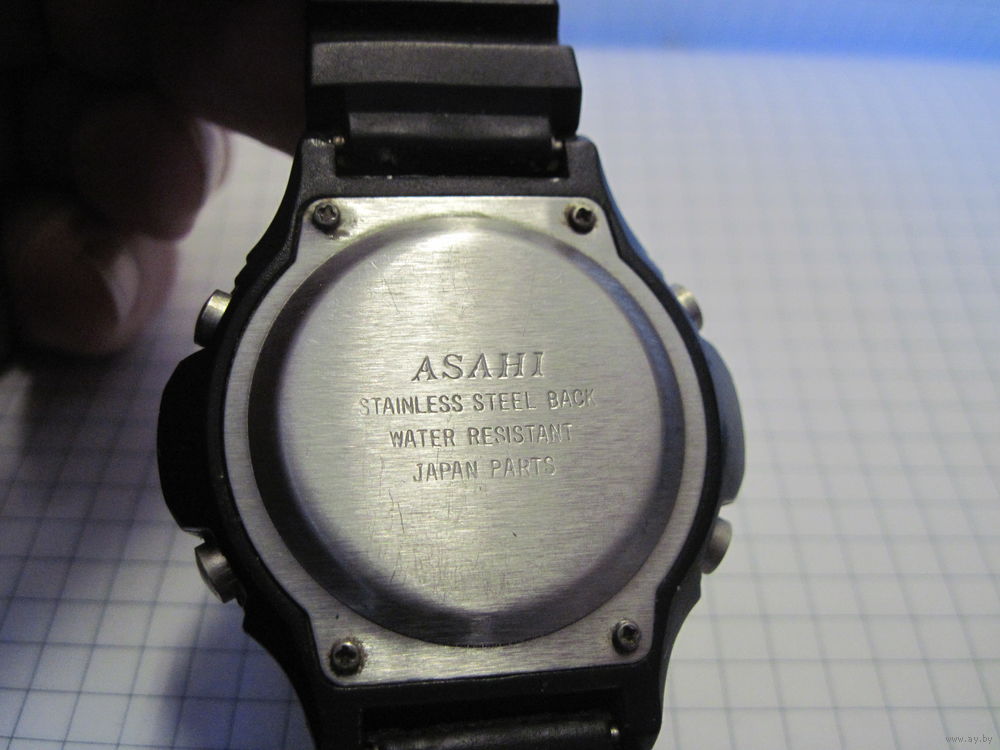 ASAHI
STAINLESS STEEL BACK
WATER RESISTANT
JAPAN PARTS
www.ay.by